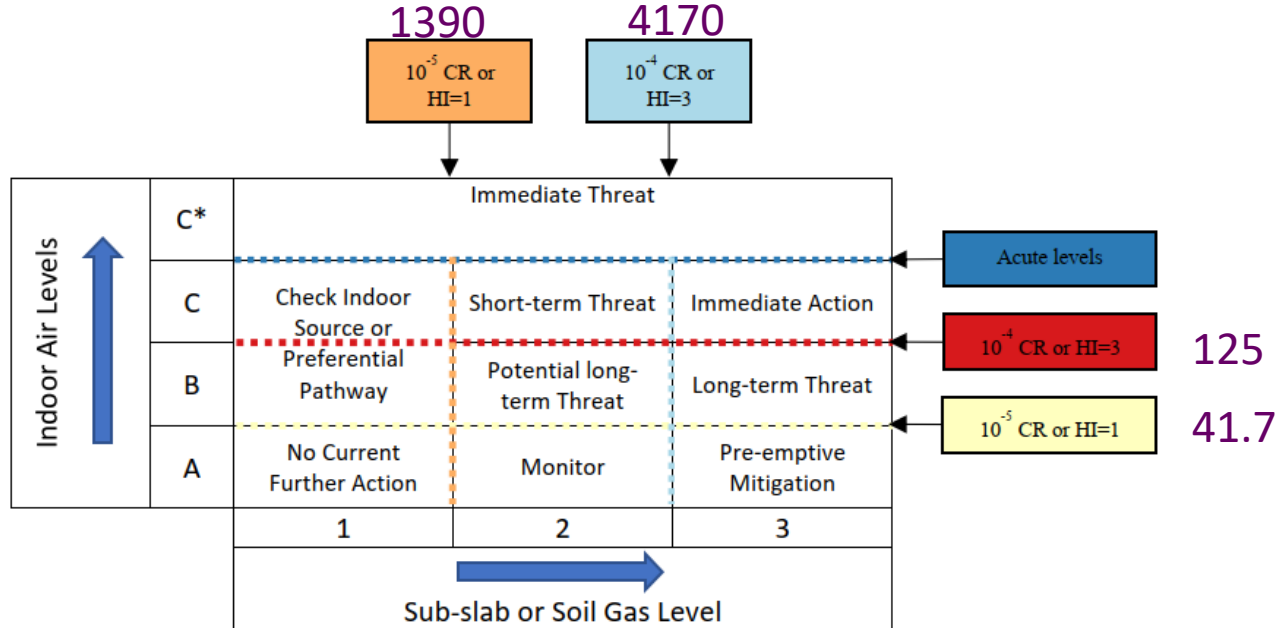 1390
4170
10⁻⁵ CR or
HI=1
10⁻⁴ CR or
HI=3
Indoor Air Levels
C*
Immediate Threat
Acute levels
C
Check Indoor
Source or
Preferential
Pathway
Short-term Threat
Immediate Action
10⁻⁴ CR or HI=3
125
B
Potential long-
term Threat
Long-term Threat
10⁻⁵ CR or HI=1
41.7
A
No Current
Further Action
Monitor
Pre-emptive
Mitigation
1
2
3
Sub-slab or Soil Gas Level